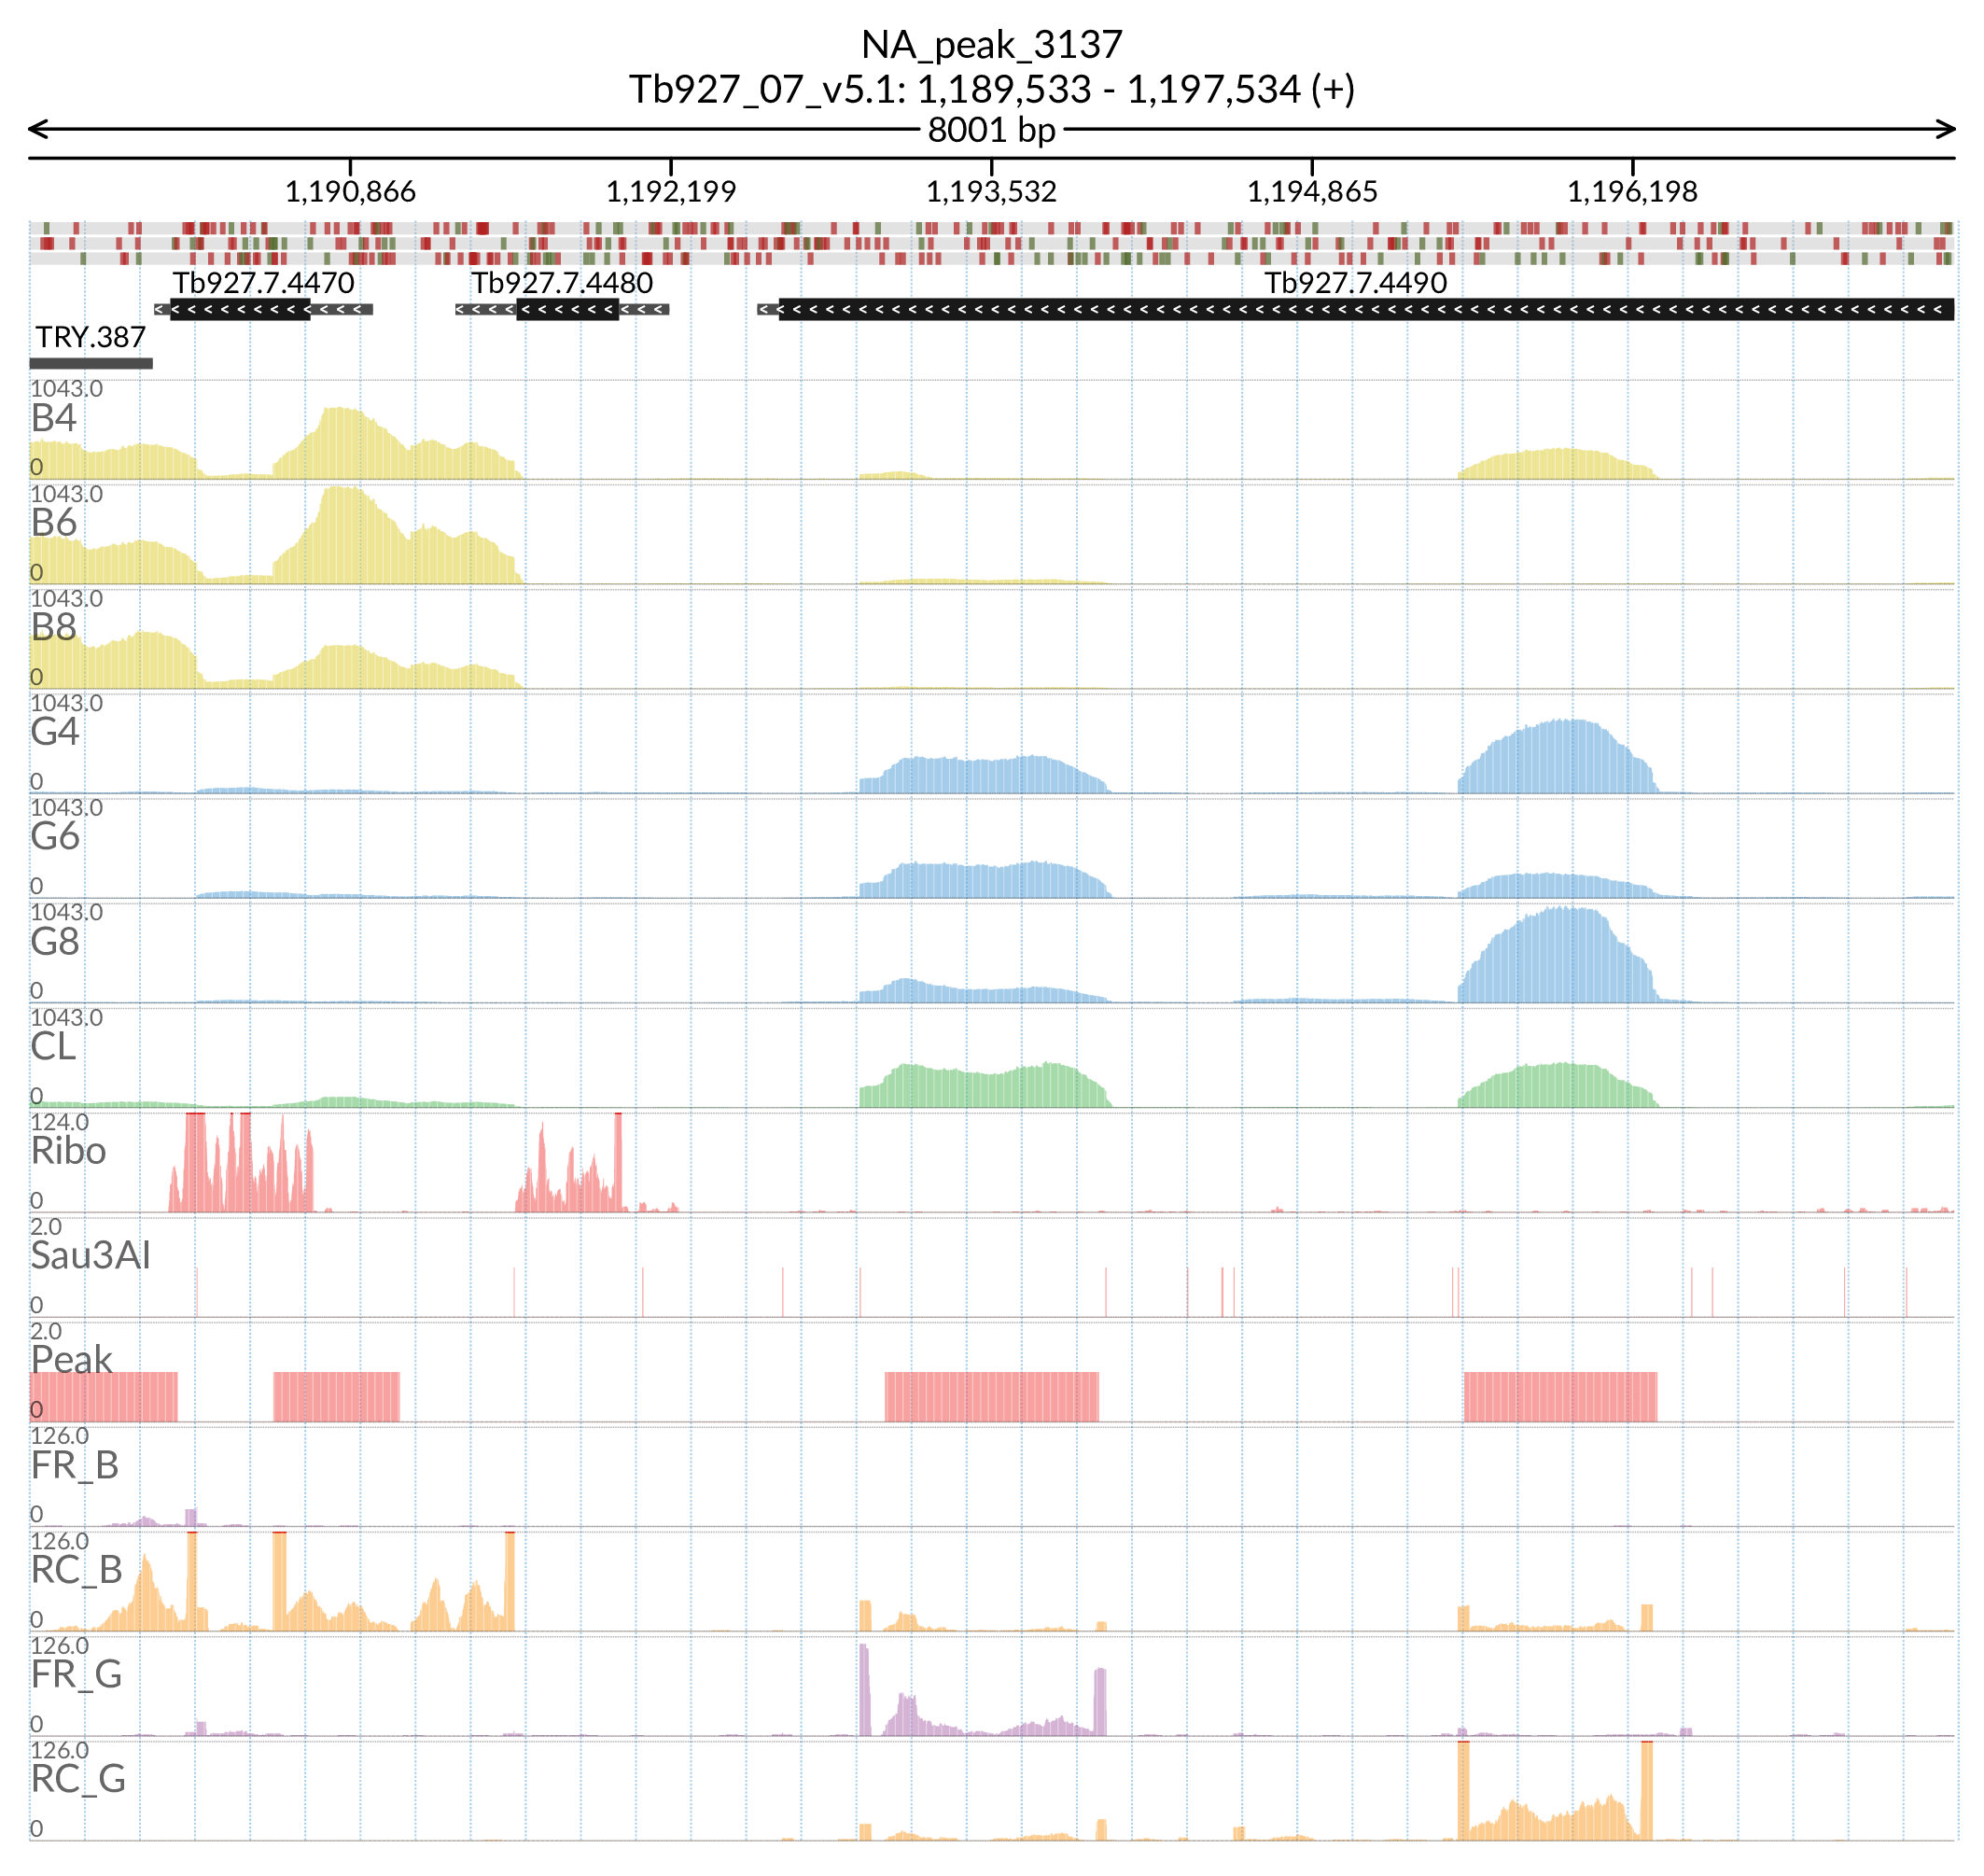 NA_peak_3137
Tb927_07_v5.1: 1,189,533 - 1,197,534 (+)
8001 bp
1,190,866 1,192,199 1,193,532 1,194,865 1,196,198
Tb927.7.4470 Tb927.7.4480 Tb927.7.4490
TRY.387
1043.0
B4
0
1043.0
B6
0
1043.0
B8
0
1043.0
G4
0
1043.0
G6
0
1043.0
G8
0
1043.0
CL
0
124.0
Ribo
0
2.0
Sau3AI
0
2.0
Peak
0
126.0
FR_B
0
126.0
RC_B
0
126.0
FR_G
0
126.0
RC_G
0